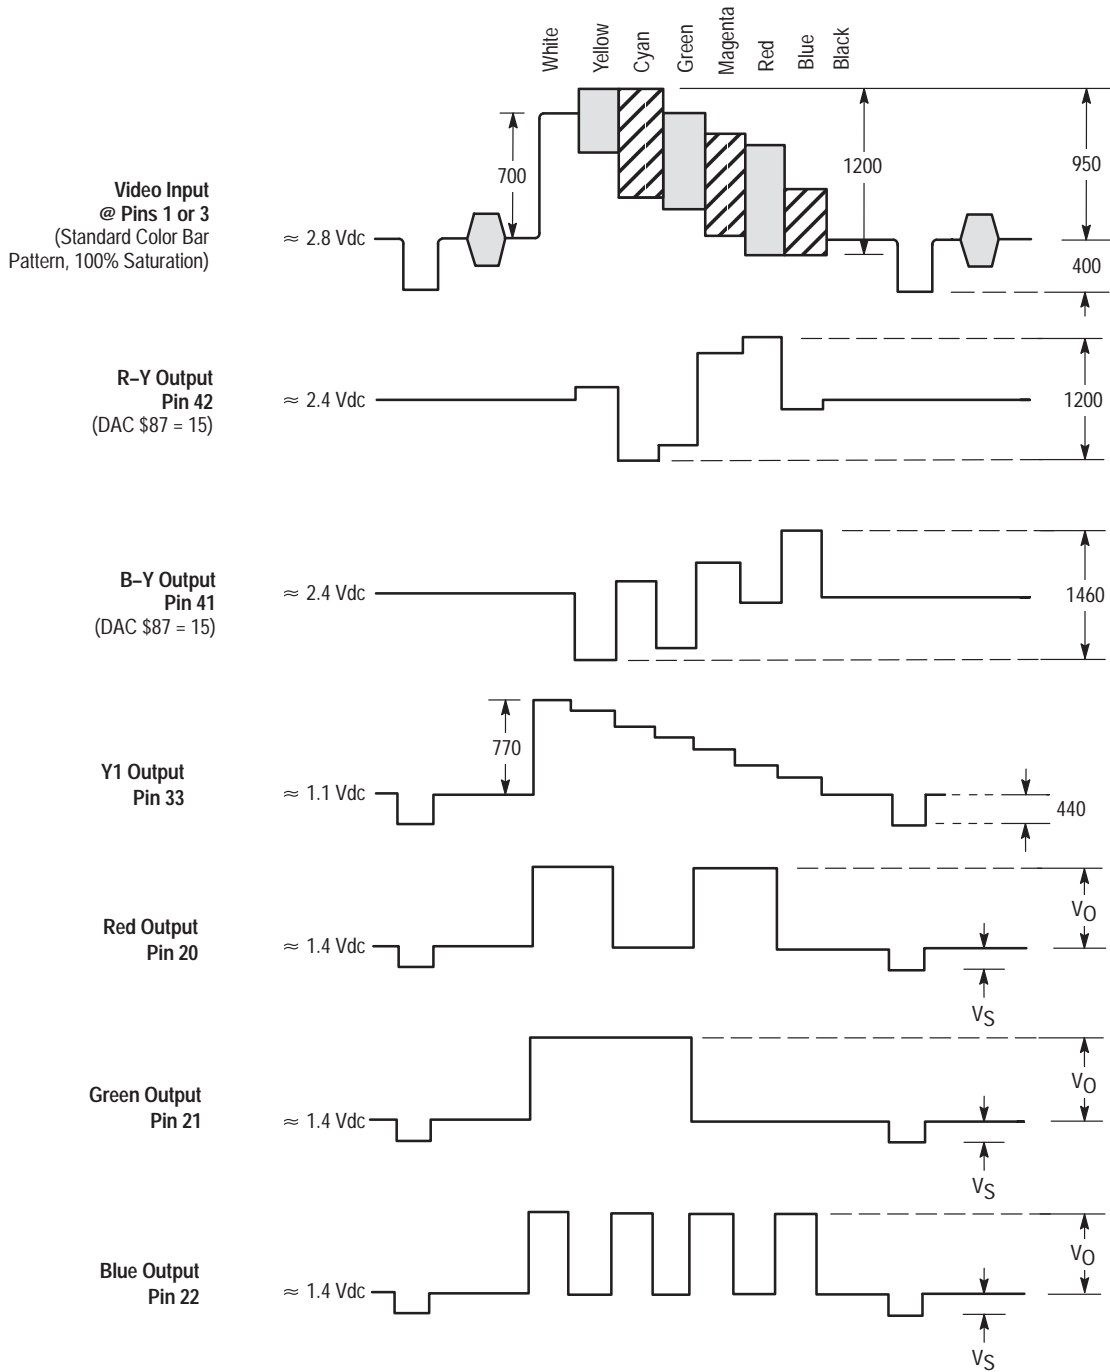 White
Yellow
Cyan
Green
Magenta
Red
Blue
Black
Video Input
@ Pins 1 or 3
(Standard Color Bar
Pattern, 100% Saturation)
≈ 2.8 Vdc
700
1200
950
400
R–Y Output
Pin 42
(DAC $87 = 15)
≈ 2.4 Vdc
1200
B–Y Output
Pin 41
(DAC $87 = 15)
≈ 2.4 Vdc
1460
Y1 Output
Pin 33
≈ 1.1 Vdc
770
440
Red Output
Pin 20
≈ 1.4 Vdc
VO
VS
Green Output
Pin 21
≈ 1.4 Vdc
VO
VS
Blue Output
Pin 22
≈ 1.4 Vdc
VO
VS